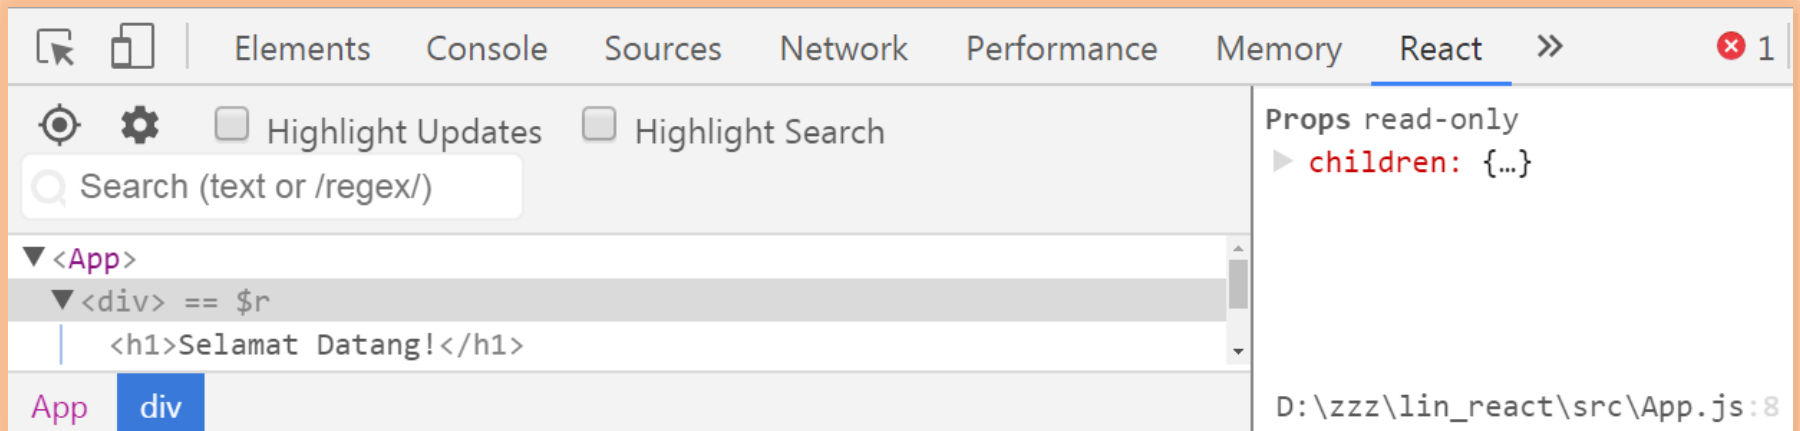 Elements Console Sources Network Performance Memory React » 1
Highlight Updates Highlight Search
Search (text or /regex/)
<App>
<div> == $r
<h1>Selamat Datang!</h1>
App div
Props read-only
children: {…}
D:\zzz\lin_react\src\App.js:8